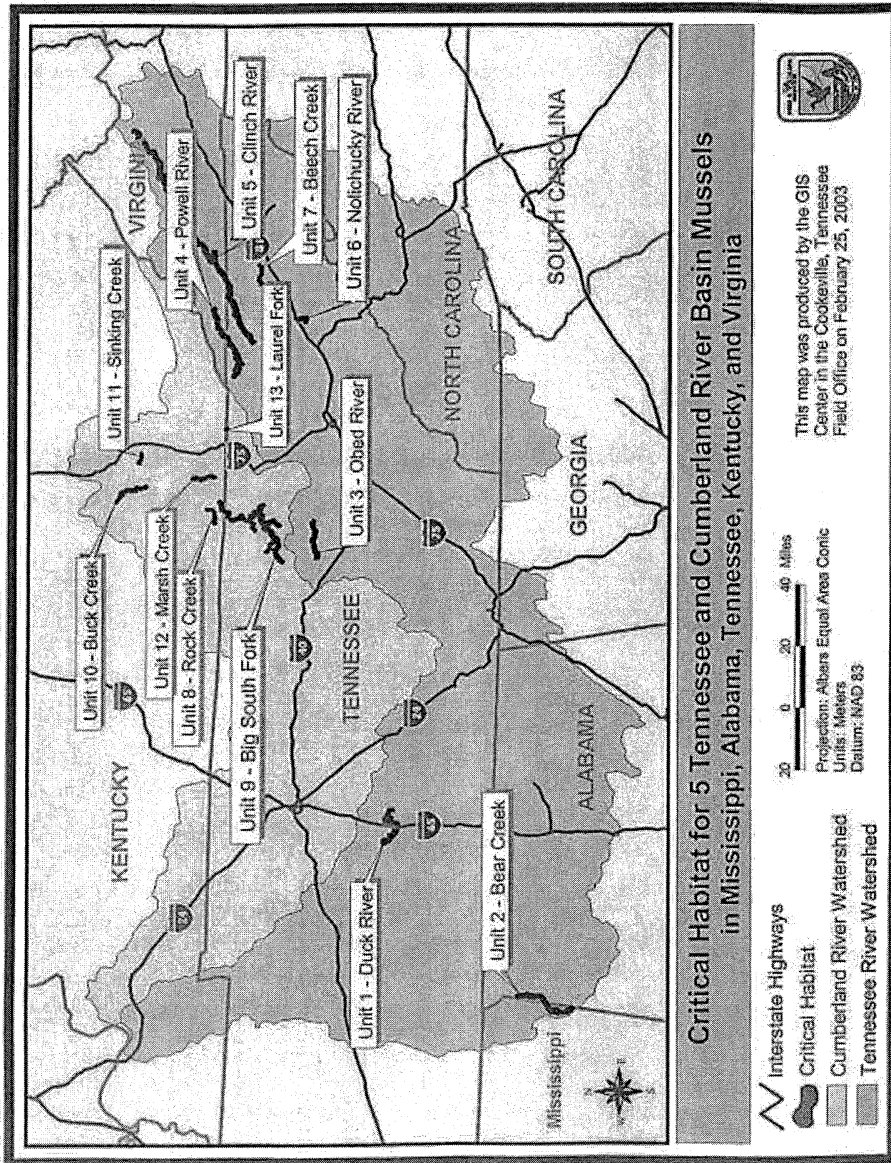 KENTUCKY
VIRGINIA
TENNESSEE
NORTH CAROLINA
SOUTH CAROLINA
GEORGIA
ALABAMA
Mississippi
Unit 10 - Buck Creek
Unit 11 - Sinking Creek
Unit 12 - Marsh Creek
Unit 8 - Rock Creek
Unit 9 - Big South Fork
Unit 4 - Powell River
Unit 5 - Clinch River
Unit 7 - Beech Creek
Unit 6 - Nolichucky River
Unit 13 - Laurel Fork
Unit 3 - Obed River
Unit 1 - Duck River
Unit 2 - Bear Creek
N
W
E
S
Critical Habitat for 5 Tennessee and Cumberland River Basin Mussels
in Mississippi, Alabama, Tennessee, Kentucky, and Virginia
Interstate Highways
Critical Habitat
Cumberland River Watershed
Tennessee River Watershed
20 0 20 40 Miles
Projection: Albers Equal Area Conic
Units: Meters
Datum: NAD 83
This map was produced by the GIS
Center in the Cookeville, Tennessee
Field Office on February 25, 2003